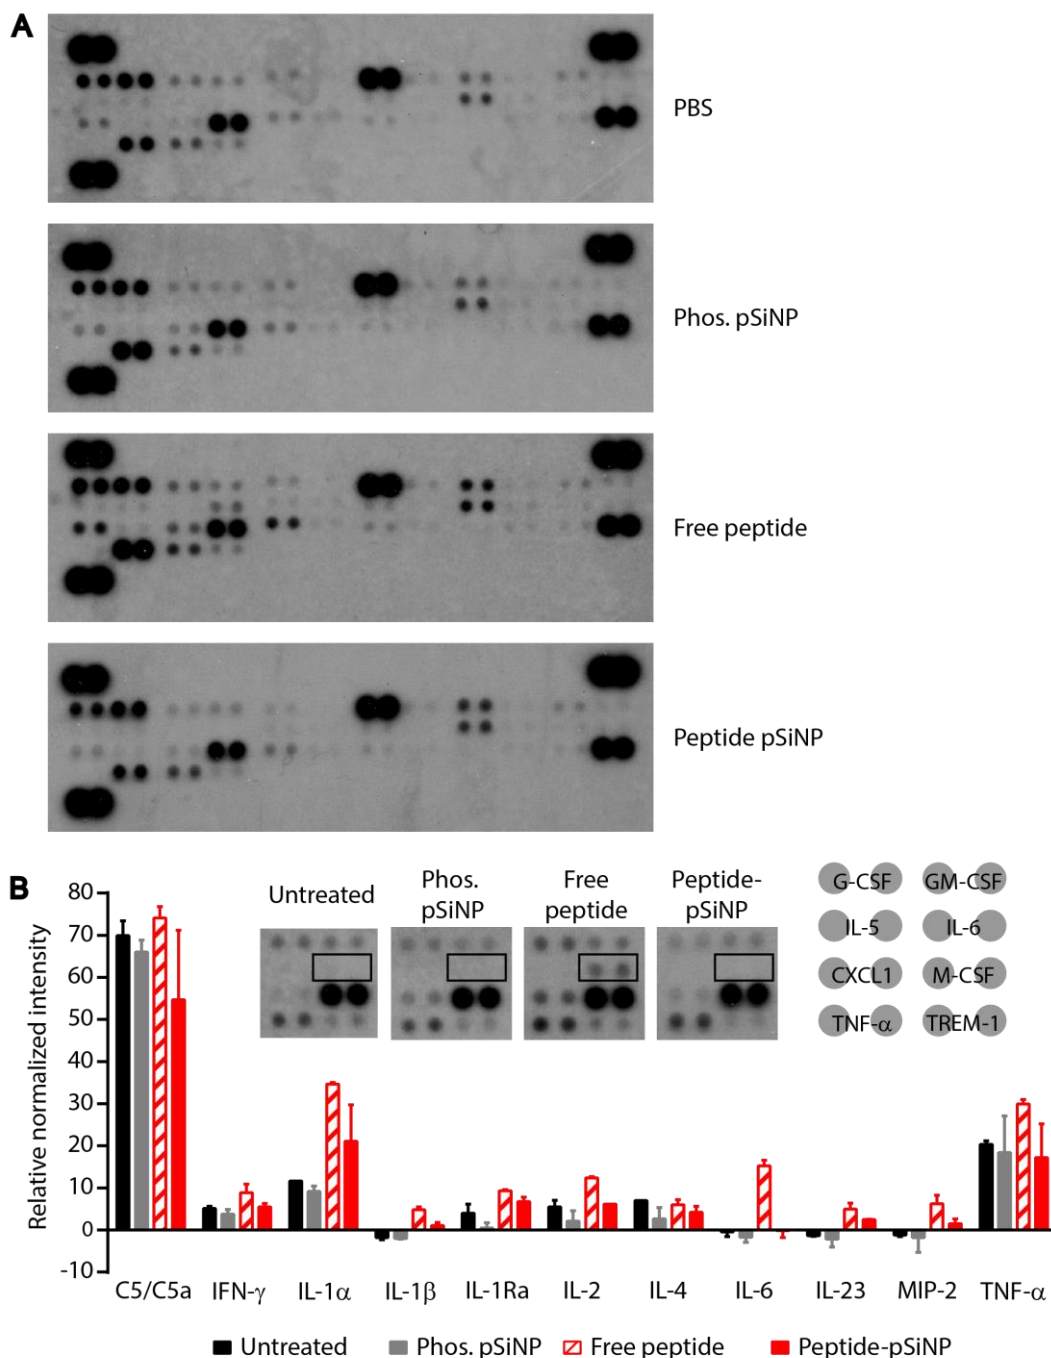 A
PBS
Phos. pSiNP
Free peptide
Peptide pSiNP
B
Untreated
Phos.
pSiNP
Free
peptide
Peptide-
pSiNP
G-CSF GM-CSF
IL-5 IL-6
CXCL1 M-CSF
TNF-α TREM-1
Relative normalized intensity
80
70
60
50
40
30
20
10
0
-10
C5/C5a IFN-γ IL-1α IL-1β IL-1Ra IL-2 IL-4 IL-6 IL-23 MIP-2 TNF-α
Untreated Phos. pSiNP Free peptide Peptide-pSiNP